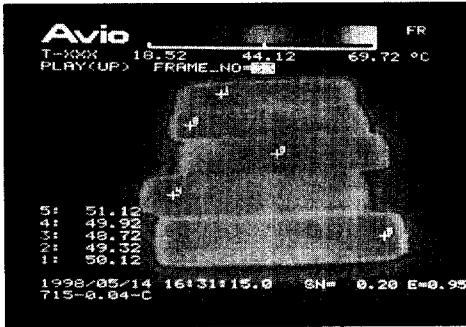 Avio
FR
T-XXX 18.52 44.12 69.72 °C
PLAY(UP) FRAME_NO=
5: 51.12
4: 49.92
3: 48.72
2: 49.32
1: 50.12
1998/05/14 16:31:15.0 SN= 0.20 E=0.95
715-0.04-C